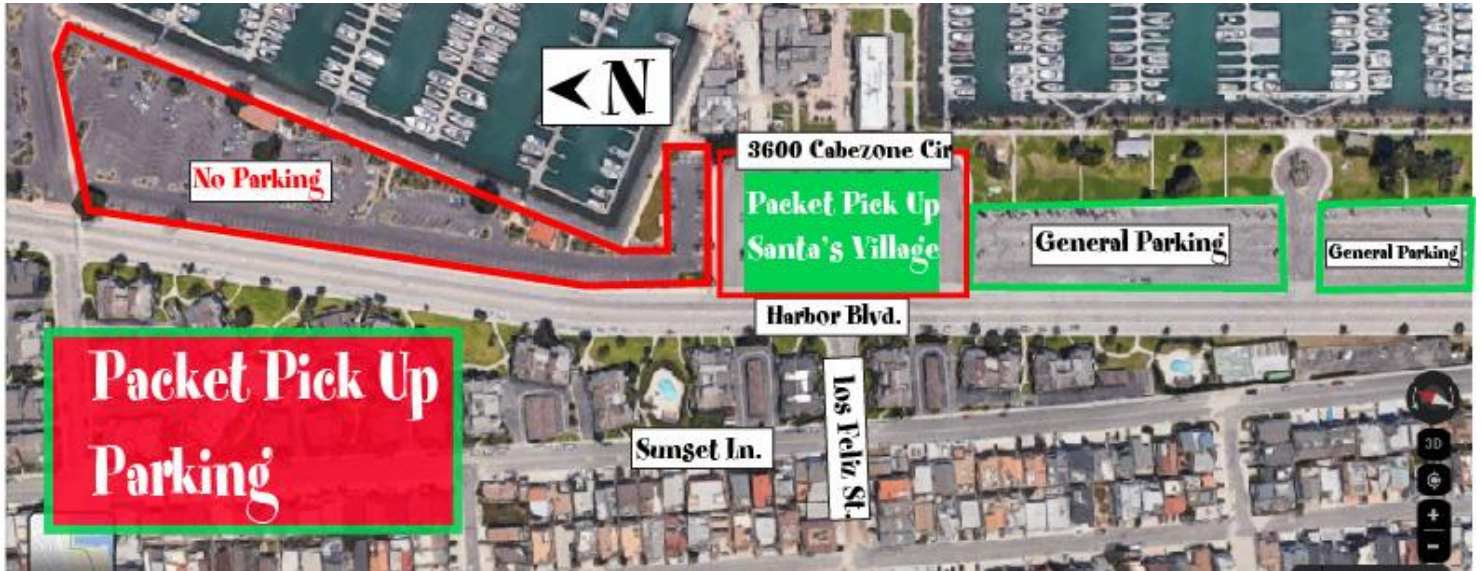 N
3600 Cabezone Cir
No Parking
Packet Pick Up
Santa's Village
General Parking
General Parking
Harbor Blvd.
Packet Pick Up
Parking
Sunset ln.
Los Feliz St.
3D
+
-